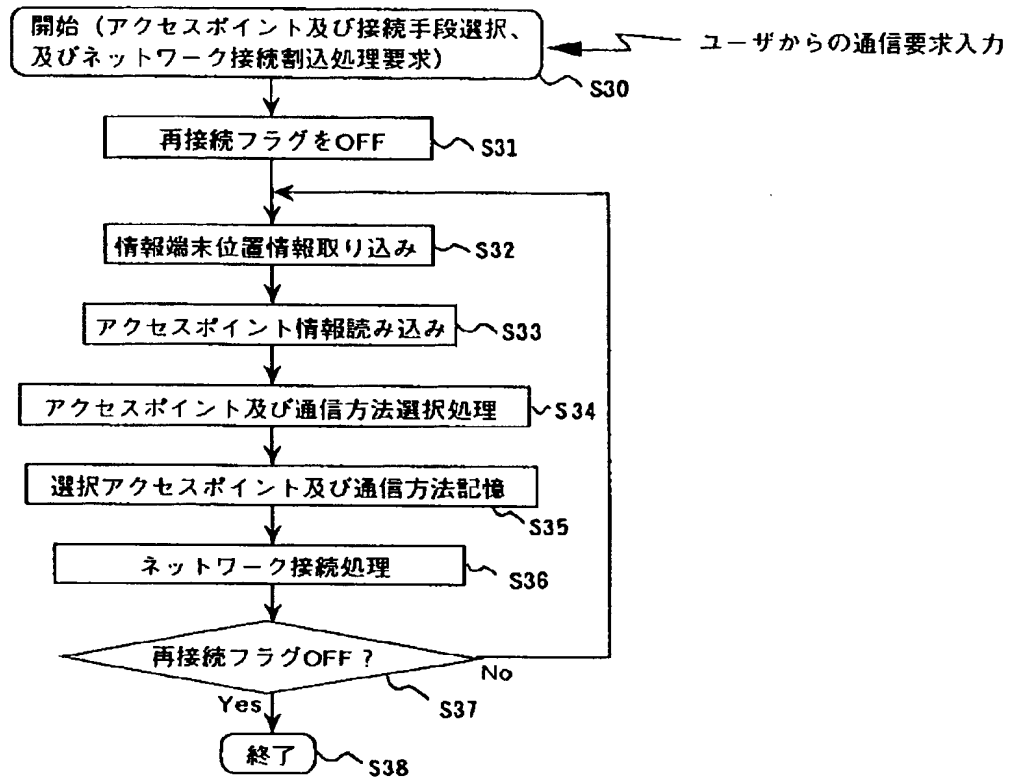 開始（アクセスポイント及び接続手段選択、
及びネットワーク接続割込処理要求）
ユーザからの通信要求入力
S30
再接続フラグをOFF
S31
情報端末位置情報取り込み
S32
アクセスポイント情報読み込み
S33
アクセスポイント及び通信方法選択処理
S34
選択アクセスポイント及び通信方法記憶
S35
ネットワーク接続処理
S36
再接続フラグOFF？
No
Yes
S37
終了
S38